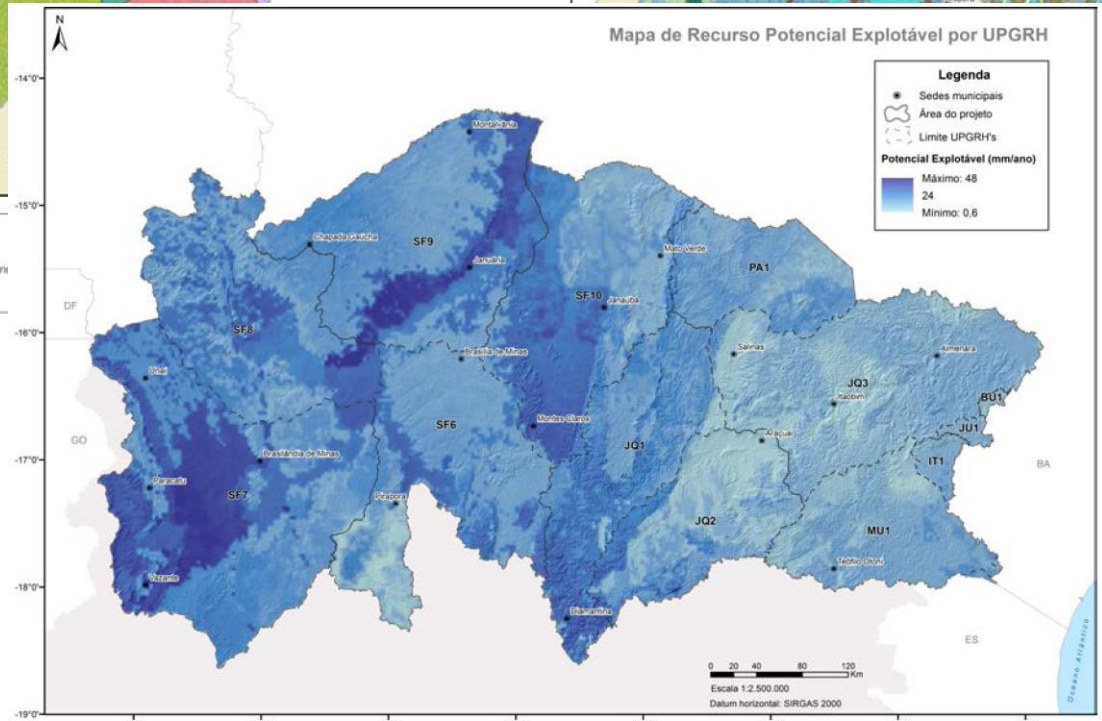 Mapa de Recurso Potencial Explotável por UPGRH
N
Legenda
Sedes municipais
Área do projeto
Limite UPGRH's
Potencial Explotável (mm/ano)
Máximo: 48
24
Mínimo: 0,6
-14°0'
-15°0'
-16°0'
-17°0'
-18°0'
-19°0'
Montalvânia
Chapada Gaúcha
SF9
Januária
Mato Verde
PA1
SF10
Janaúba
DF
SF8
Brasília de Minas
Salinas
Almenara
Unaí
JQ3
Itaobim
BU1
Montes Claros
SF6
JU1
GO
Araçuaí
JQ1
IT1
BA
Brasilândia de Minas
Paracatu
SF7
Pirapora
JQ2
MU1
Teófilo Otoni
Vazante
Diamantina
ES
Oceano Atlântico
0 20 40 80 120
Km
Escala 1:2.500.000
Datum horizontal: SIRGAS 2000